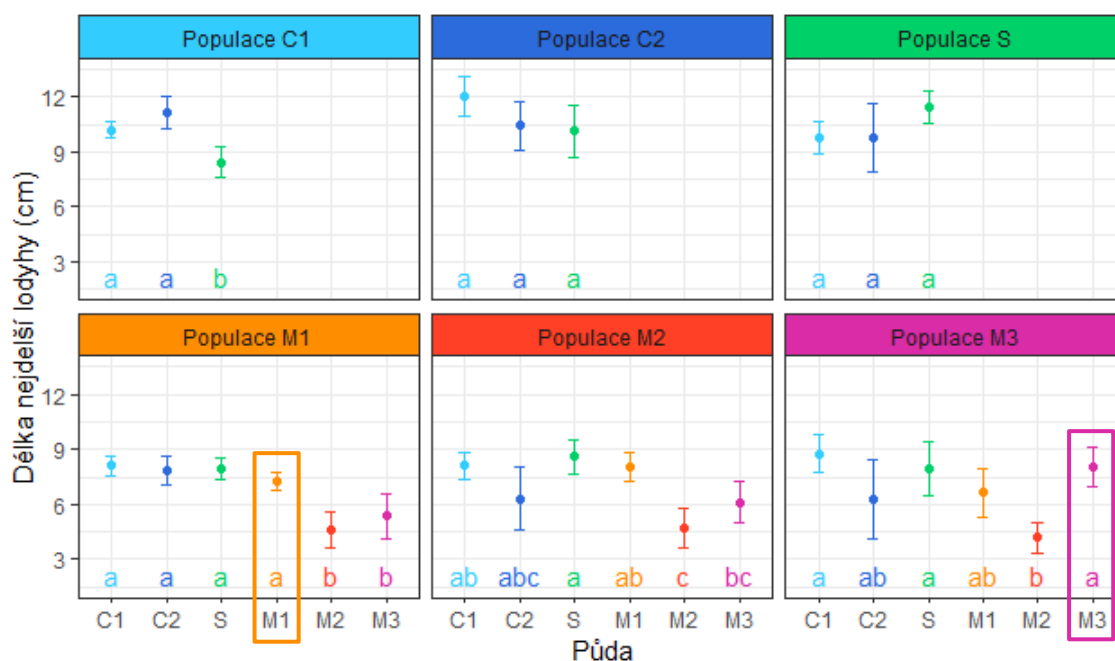 Populace C1 Populace C2 Populace S
Délka nejdelší lodyhy (cm)
12
9
6
3
a a b a a a a a a
Populace M1 Populace M2 Populace M3
12
9
6
3
a a a a b b ab abc a ab c bc a ab a ab b a
C1 C2 S M1 M2 M3 C1 C2 S M1 M2 M3 C1 C2 S M1 M2 M3
Půda